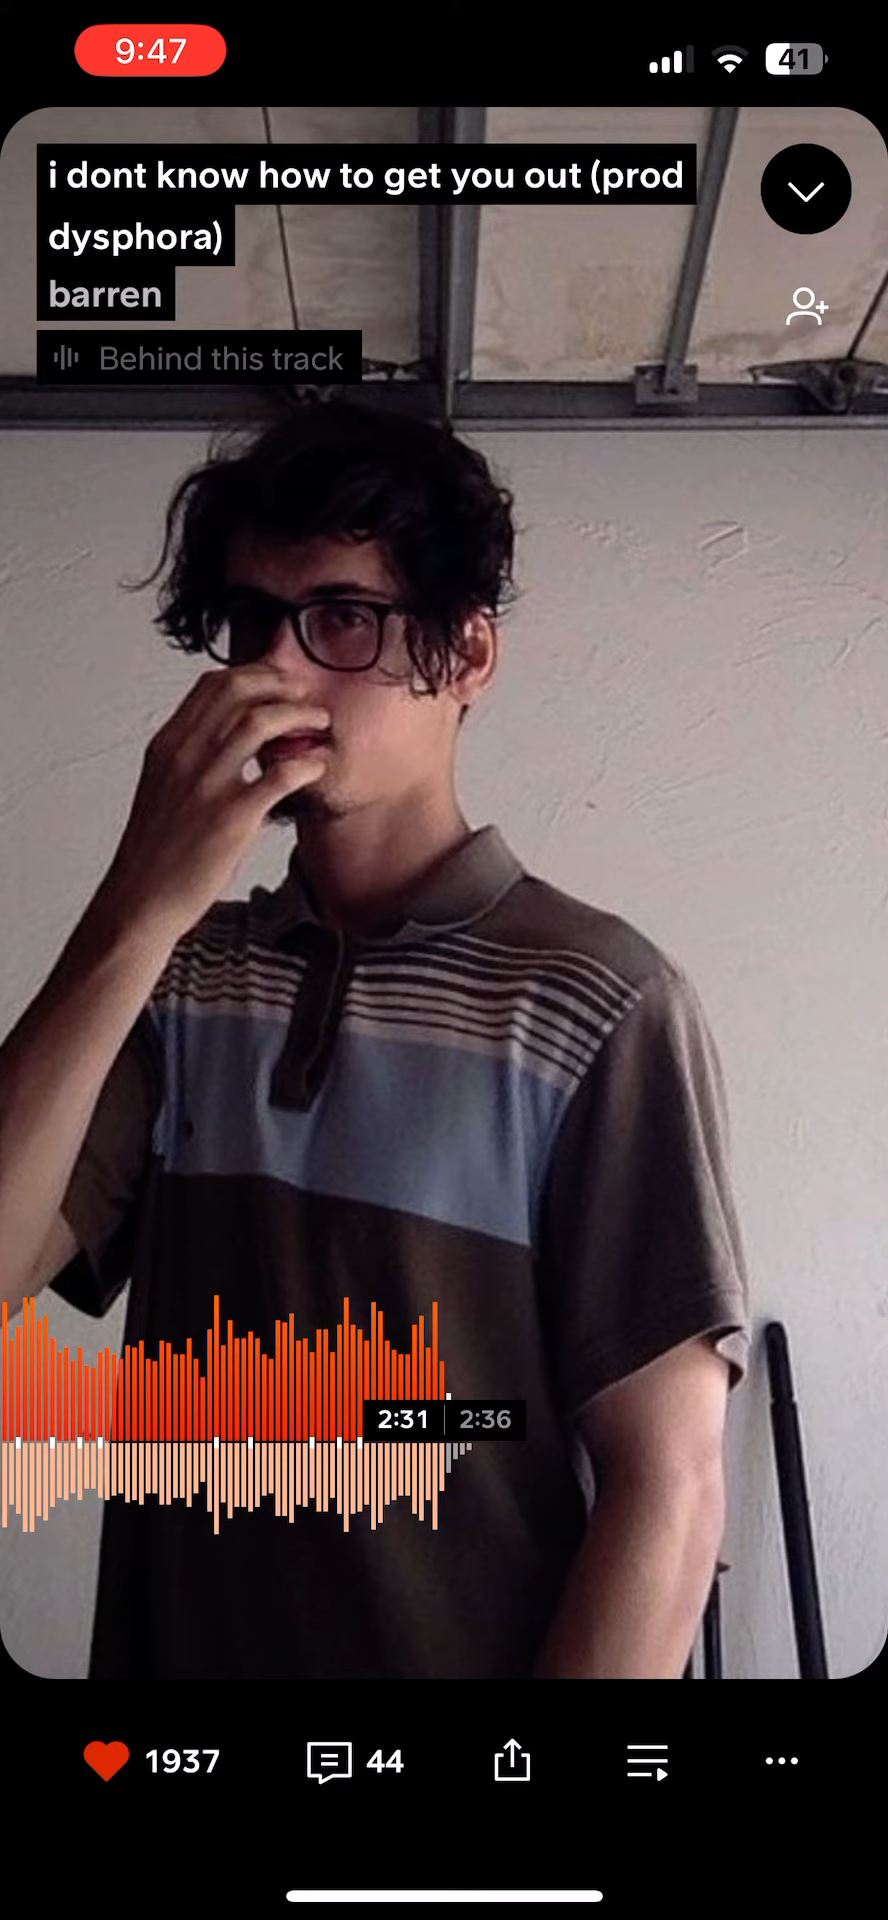 9:47
41
i dont know how to get you out (prod
dysphora)
barren
Behind this track
2:31 2:36
1937
44